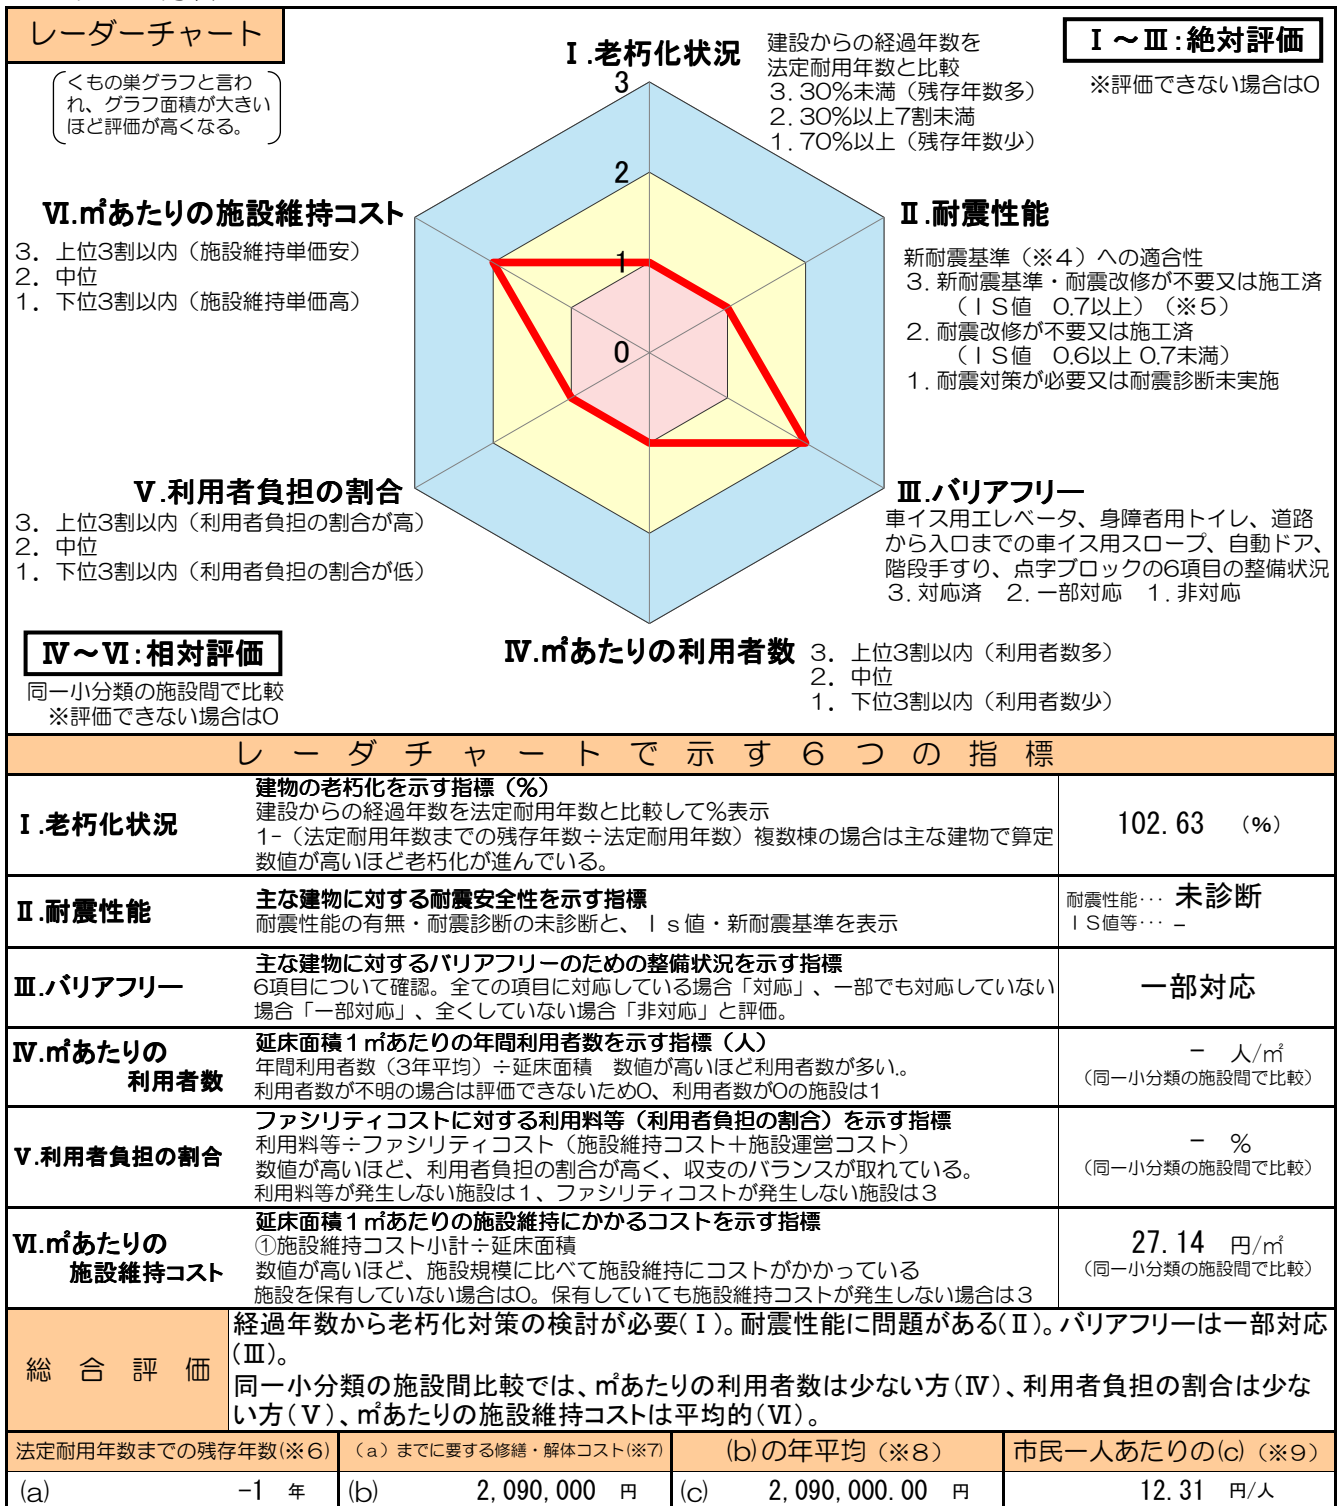 レーダーチャート
くもの巣グラフと言わ
れ、グラフ面積が大きい
ほど評価が高くなる。
Ⅰ.老朽化状況
建設からの経過年数を
法定耐用年数と比較
3.30%未満（残存年数多）
2.30%以上7割未満
1.70%以上（残存年数少）
Ⅰ～Ⅲ:絶対評価
※評価できない場合は0
3
2
1
0
Ⅵ.㎡あたりの施設維持コスト
3. 上位3割以内（施設維持単価安）
2. 中位
1. 下位3割以内（施設維持単価高）
Ⅱ.耐震性能
新耐震基準（※4）への適合性
3.新耐震基準・耐震改修が不要又は施工済
（ＩＳ値　0.7以上）（※5）
2.耐震改修が不要又は施工済
（ＩＳ値　0.6以上 0.7未満）
1.耐震対策が必要又は耐震診断未実施
Ⅴ.利用者負担の割合
3. 上位3割以内（利用者負担の割合が高）
2. 中位
1. 下位3割以内（利用者負担の割合が低）
Ⅲ.バリアフリー
車イス用エレベータ、身障者用トイレ、道路
から入口までの車イス用スロープ、自動ドア、
階段手すり、点字ブロックの6項目の整備状況
3.対応済　2.一部対応　1.非対応
Ⅳ～Ⅵ:相対評価
同一小分類の施設間で比較
※評価できない場合は0
Ⅳ.㎡あたりの利用者数
3. 上位3割以内（利用者数多）
2. 中位
1. 下位3割以内（利用者数少）
レーダチャートで示す6つの指標
Ⅰ.老朽化状況
建物の老朽化を示す指標（%）
建設からの経過年数を法定耐用年数と比較して%表示
1-（法定耐用年数までの残存年数÷法定耐用年数）複数棟の場合は主な建物で算定
数値が高いほど老朽化が進んでいる。
102.63 （%）
Ⅱ.耐震性能
主な建物に対する耐震安全性を示す指標
耐震性能の有無・耐震診断の未診断と、Ｉｓ値・新耐震基準を表示
耐震性能… 未診断
ＩＳ値等… −
Ⅲ.バリアフリー
主な建物に対するバリアフリーのための整備状況を示す指標
6項目について確認。全ての項目に対応している場合「対応」、一部でも対応していない
場合「一部対応」、全くしていない場合「非対応」と評価。
一部対応
Ⅳ.㎡あたりの
利用者数
延床面積１㎡あたりの年間利用者数を示す指標（人）
年間利用者数（3年平均）÷延床面積　数値が高いほど利用者数が多い。
利用者数が不明の場合は評価できないため0、利用者数が0の施設は1
− 人/㎡
（同一小分類の施設間で比較）
Ⅴ.利用者負担の割合
ファシリティコストに対する利用料等（利用者負担の割合）を示す指標
利用料等÷ファシリティコスト（施設維持コスト＋施設運営コスト）
数値が高いほど、利用者負担の割合が高く、収支のバランスが取れている。
利用料等が発生しない施設は１、ファシリティコストが発生しない施設は３
− %
（同一小分類の施設間で比較）
Ⅵ.㎡あたりの
施設維持コスト
延床面積１㎡あたりの施設維持にかかるコストを示す指標
①施設維持コスト小計÷延床面積
数値が高いほど、施設規模に比べて施設維持にコストがかかっている
施設を保有していない場合は0。保有していても施設維持コストが発生しない場合は３
27.14 円/㎡
（同一小分類の施設間で比較）
総合評価
経過年数から老朽化対策の検討が必要(Ⅰ)。耐震性能に問題がある(Ⅱ)。バリアフリーは一部対応
(Ⅲ)。
同一小分類の施設間比較では、㎡あたりの利用者数は少ない方(Ⅳ)、利用者負担の割合は少な
い方(Ⅴ)、㎡あたりの施設維持コストは平均的(Ⅵ)。
法定耐用年数までの残存年数(※6)
（a）までに要する修繕・解体コスト(※7)
(b)の年平均（※8）
市民一人あたりの(c)（※9）
(a) -1 年
(b) 2,090,000 円
(c) 2,090,000.00 円
12.31 円/人